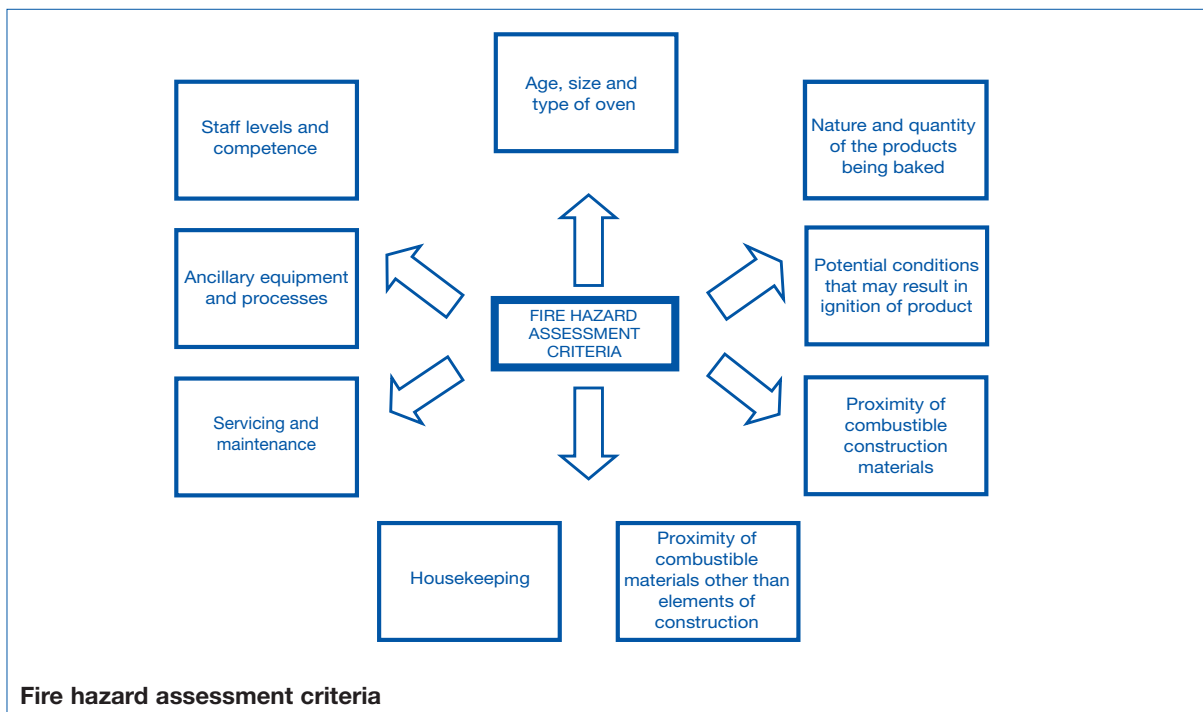 Age, size and
type of oven
Staff levels and
competence
Nature and quantity
of the products
being baked
Ancillary equipment
and processes
Potential conditions
that may result in
ignition of product
FIRE HAZARD
ASSESSMENT
CRITERIA
Servicing and
maintenance
Proximity of
combustible
construction
materials
Housekeeping
Proximity of
combustible
materials other than
elements of
construction
Fire hazard assessment criteria